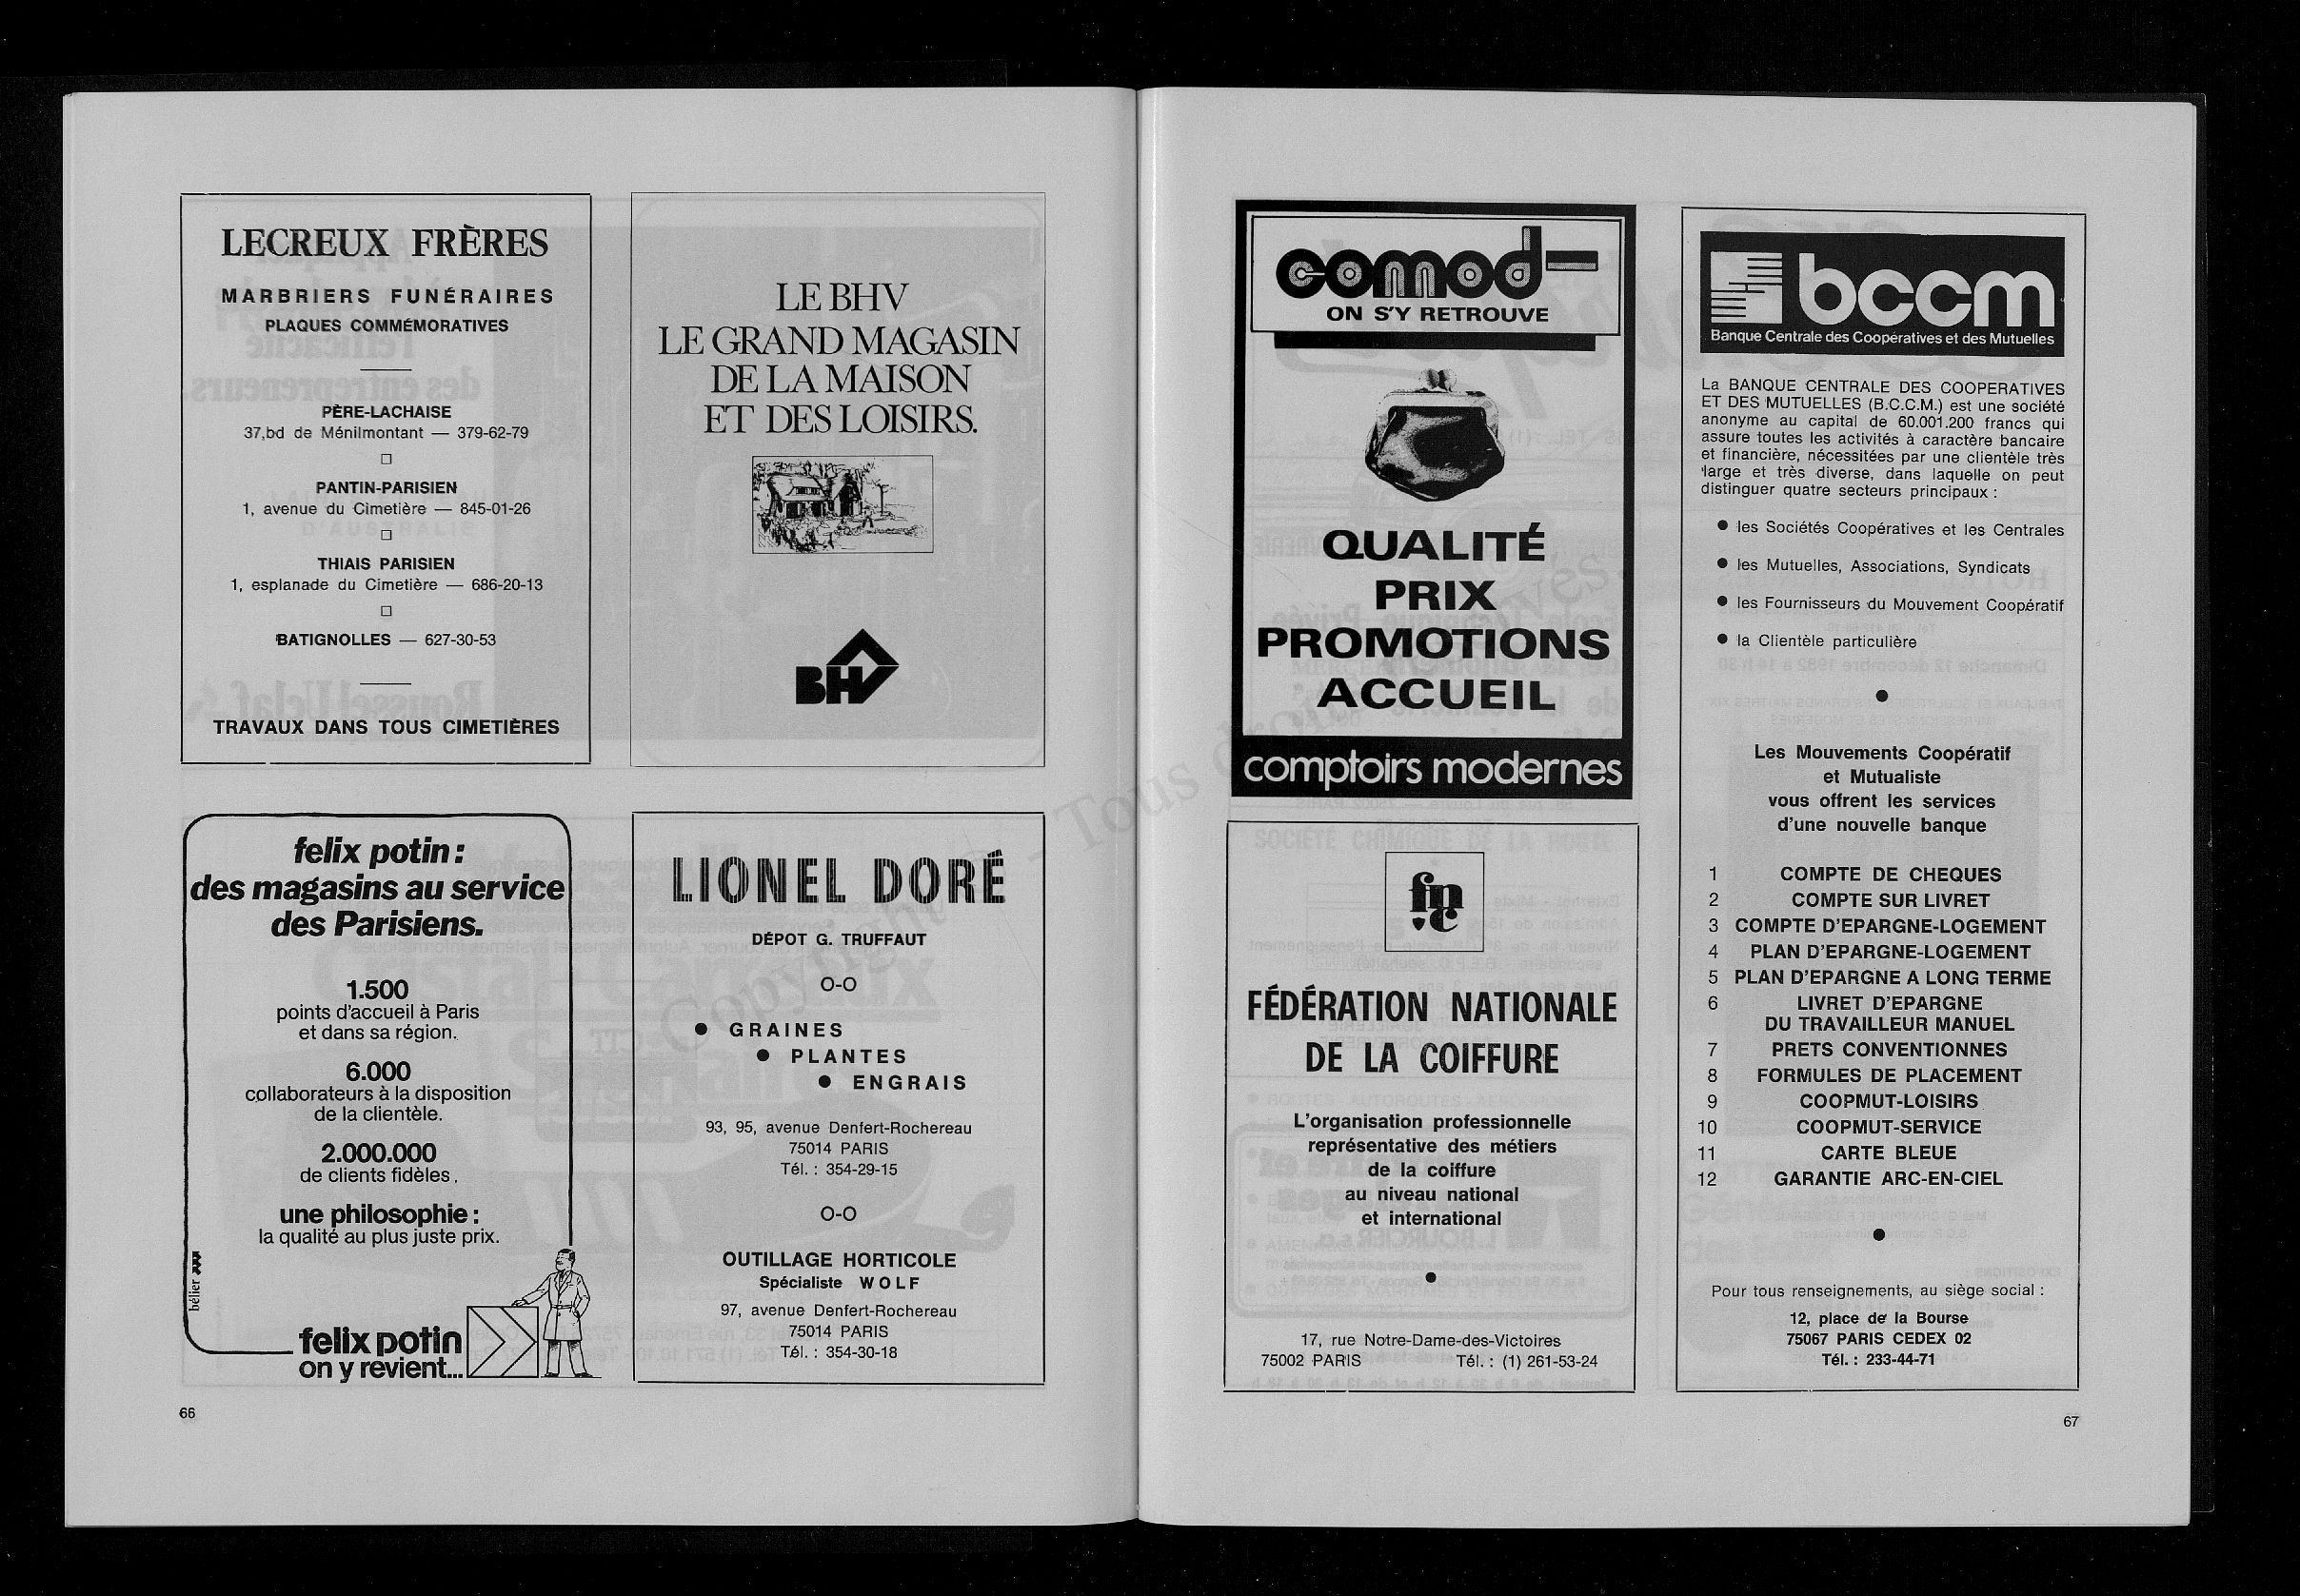 LECREUX FRÈRES
MARBRIERS FUNÉRAIRES
PLAQUES COMMÉMORATIVES
PÈRE-LACHAISE
37,bd de Ménilmontant — 379-62-79
PANTIN-PARISIEN
1, avenue du Cimetière — 845-01-26
THIAIS PARISIEN
1, esplanade du Cimetière — 686-20-13
BATIGNOLLES — 627-30-53
TRAVAUX DANS TOUS CIMETIÈRES
LE BHV
LE GRAND MAGASIN
DE LA MAISON
ET DES LOISIRS.
BHV
felix potin :
des magasins au service
des Parisiens.
1.500
points d'accueil à Paris
et dans sa région.
6.000
collaborateurs à la disposition
de la clientèle.
2.000.000
de clients fidèles.
une philosophie :
la qualité au plus juste prix.
bélier
felix potin
on y revient...
LIONEL DORÉ
DÉPOT G. TRUFFAUT
O-O
● GRAINES
● PLANTES
● ENGRAIS
93, 95, avenue Denfert-Rochereau
75014 PARIS
Tél. : 354-29-15
O-O
OUTILLAGE HORTICOLE
Spécialiste WOLF
97, avenue Denfert-Rochereau
75014 PARIS
Tél. : 354-30-18
66
comod
ON S'Y RETROUVE
QUALITÉ
PRIX
PROMOTIONS
ACCUEIL
comptoirs modernes
fnc
FÉDÉRATION NATIONALE
DE LA COIFFURE
L'organisation professionnelle
représentative des métiers
de la coiffure
au niveau national
et international
17, rue Notre-Dame-des-Victoires
75002 PARIS Tél. : (1) 261-53-24
bccm
Banque Centrale des Coopératives et des Mutuelles
La BANQUE CENTRALE DES COOPERATIVES
ET DES MUTUELLES (B.C.C.M.) est une société
anonyme au capital de 60.001.200 francs qui
assure toutes les activités à caractère bancaire
et financière, nécessitées par une clientèle très
large et très diverse, dans laquelle on peut
distinguer quatre secteurs principaux :
● les Sociétés Coopératives et les Centrales
● les Mutuelles, Associations, Syndicats
● les Fournisseurs du Mouvement Coopératif
● la Clientèle particulière
Les Mouvements Coopératif
et Mutualiste
vous offrent les services
d'une nouvelle banque
1 COMPTE DE CHEQUES
2 COMPTE SUR LIVRET
3 COMPTE D'EPARGNE-LOGEMENT
4 PLAN D'EPARGNE-LOGEMENT
5 PLAN D'EPARGNE A LONG TERME
6 LIVRET D'EPARGNE
DU TRAVAILLEUR MANUEL
7 PRETS CONVENTIONNES
8 FORMULES DE PLACEMENT
9 COOPMUT-LOISIRS
10 COOPMUT-SERVICE
11 CARTE BLEUE
12 GARANTIE ARC-EN-CIEL
Pour tous renseignements, au siège social :
12, place de la Bourse
75067 PARIS CEDEX 02
Tél. : 233-44-71
67